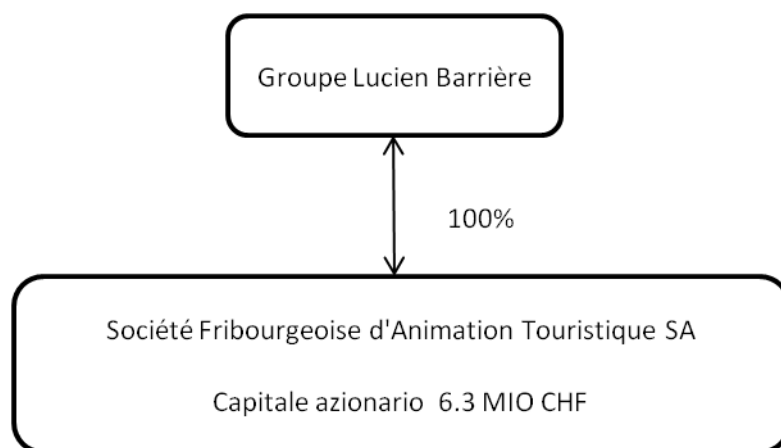 Groupe Lucien Barrière
100%
Société Fribourgeoise d'Animation Touristique SA
Capitale azionario 6.3 MIO CHF